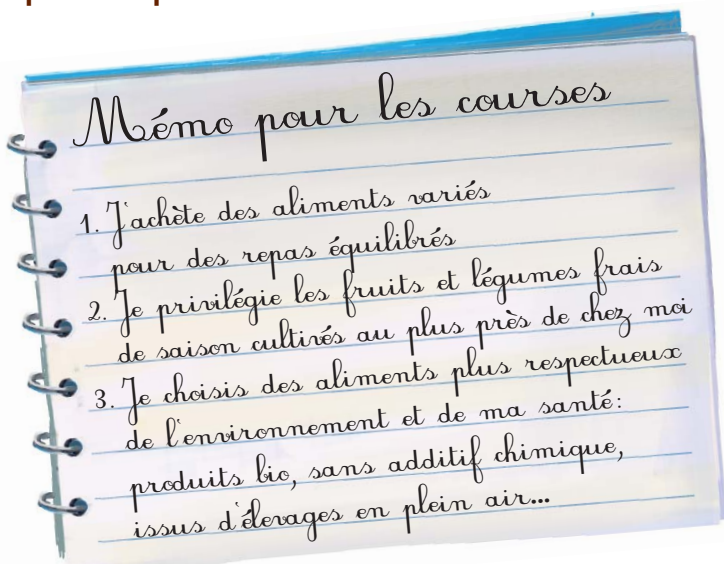 Mémo pour les courses
1. J'achète des aliments variés
pour des repas équilibrés
2. Je privilégie les fruits et légumes frais
de saison cultivés au plus près de chez moi
3. Je choisis des aliments plus respectueux
de l'environnement et de ma santé:
produits bio, sans additif chimique,
issus d'élevages en plein air...